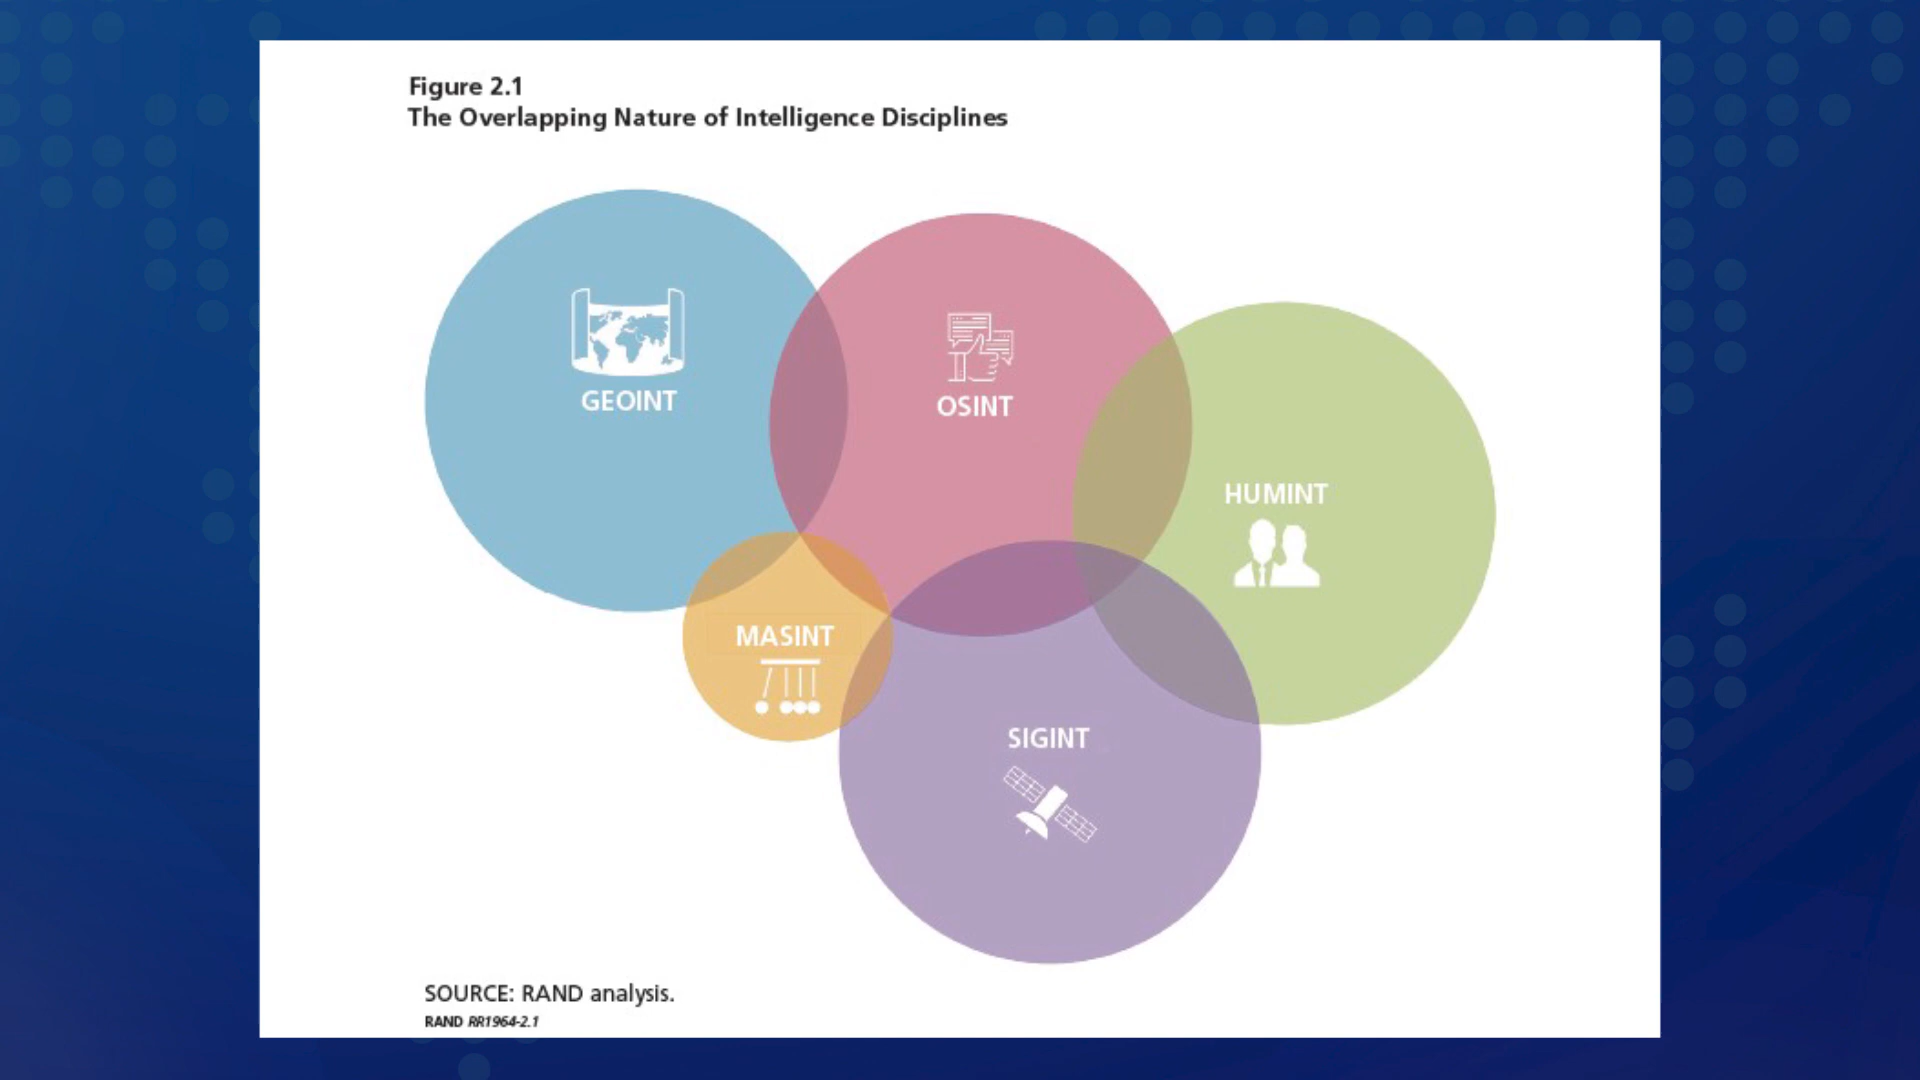 Figure 2.1
The Overlapping Nature of Intelligence Disciplines
GEOINT
OSINT
HUMINT
MASINT
SIGINT
SOURCE: RAND analysis.
RAND RR1964-2.1